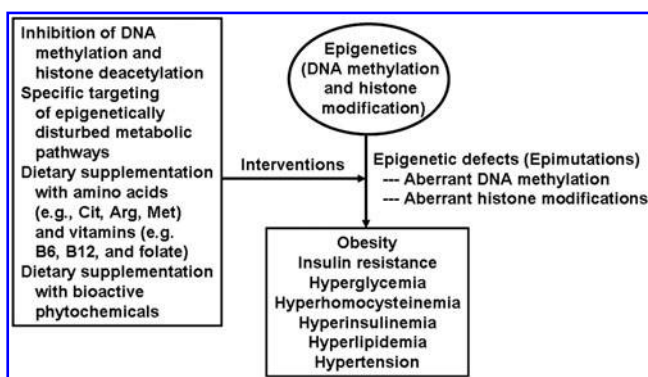 Inhibition of DNA
methylation and
histone deacetylation
Specific targeting
of epigenetically
disturbed metabolic
pathways
Dietary supplementation
with amino acids
(e.g., Cit, Arg, Met)
and vitamins (e.g.
B6, B12, and folate)
Dietary supplementation
with bioactive
phytochemicals
Interventions
Epigenetics
(DNA methylation
and histone
modification)
Epigenetic defects (Epimutations)
--- Aberrant DNA methylation
--- Aberrant histone modifications
Obesity
Insulin resistance
Hyperglycemia
Hyperhomocysteinemia
Hyperinsulinemia
Hyperlipidemia
Hypertension